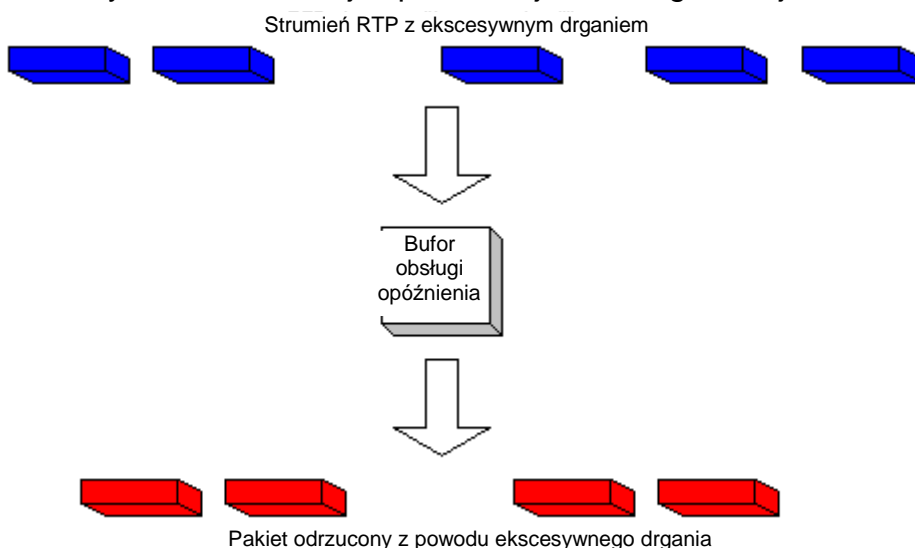 Strumień RTP z ekscesywnym drganiem
Bufor
obsługi
opóźnienia
Pakiet odrzucony z powodu ekscesywnego drgania